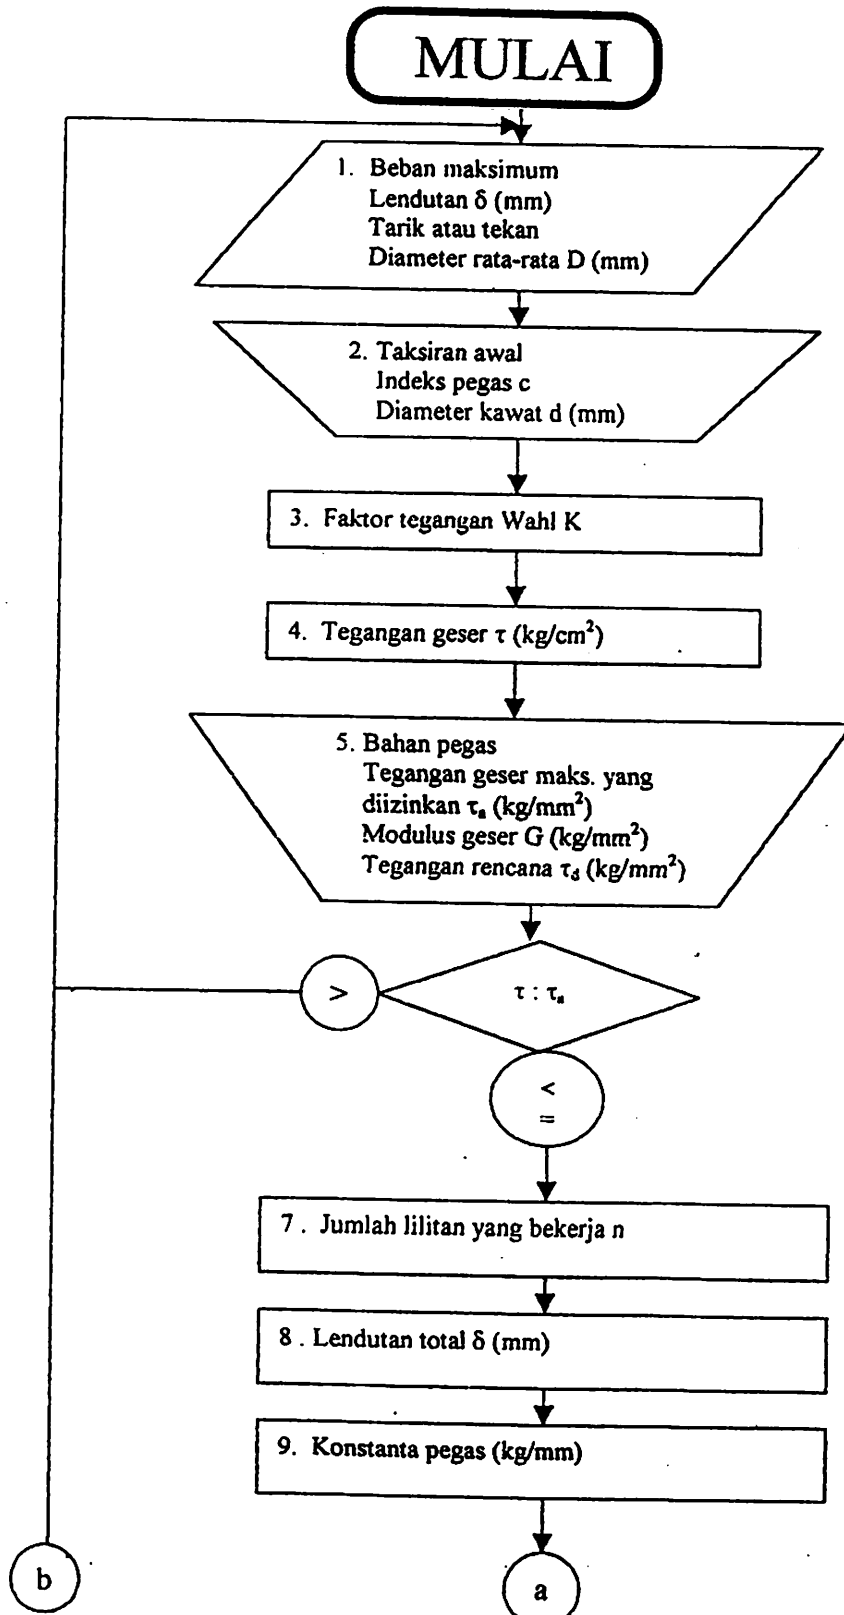 MULAI
1. Beban maksimum
Lendutan δ (mm)
Tarik atau tekan
Diameter rata-rata D (mm)
2. Taksiran awal
Indeks pegas c
Diameter kawat d (mm)
3. Faktor tegangan Wahl K
4. Tegangan geser τ (kg/cm²)
5. Bahan pegas
Tegangan geser maks. yang
diizinkan τₐ (kg/mm²)
Modulus geser G (kg/mm²)
Tegangan rencana τd (kg/mm²)
>
τ : τₐ
<
=
7 . Jumlah lilitan yang bekerja n
8 . Lendutan total δ (mm)
9. Konstanta pegas (kg/mm)
b
a